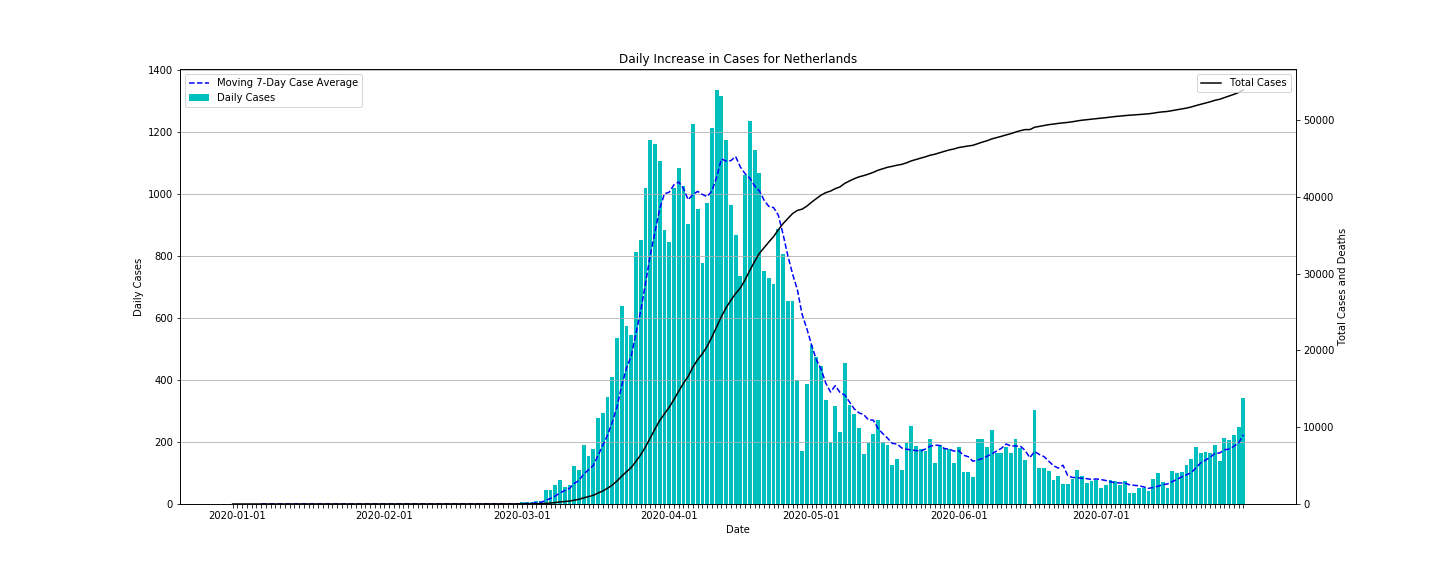 Daily Increase in Cases for Netherlands
Moving 7-Day Case Average
Daily Cases
Total Cases
1400
1200
1000
800
600
400
200
0
Daily Cases
50000
40000
30000
20000
10000
0
Total Cases and Deaths
2020-01-01 2020-02-01 2020-03-01 2020-04-01 2020-05-01 2020-06-01 2020-07-01
Date